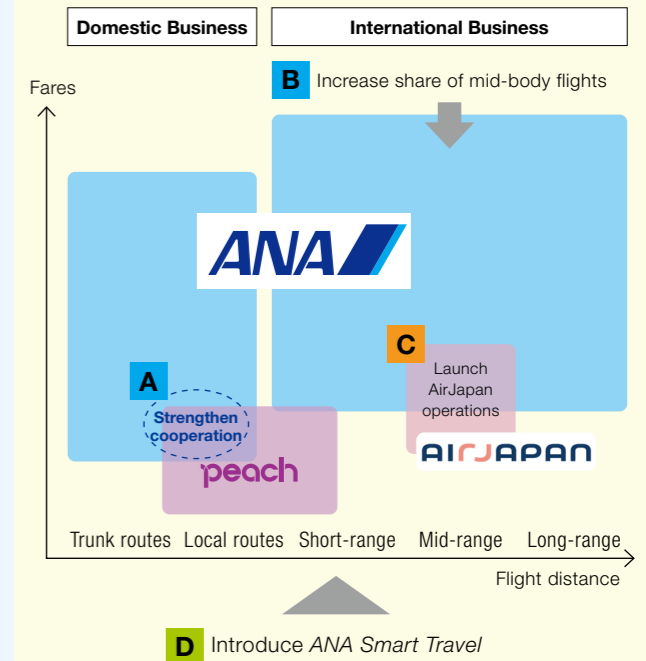 Domestic Business
International Business
B Increase share of mid-body flights
Fares
ANA
C
Launch
AirJapan
operations
A
Strengthen
cooperation
AIRJAPAN
peach
Trunk routes Local routes Short-range Mid-range Long-range
Flight distance
D Introduce ANA Smart Travel